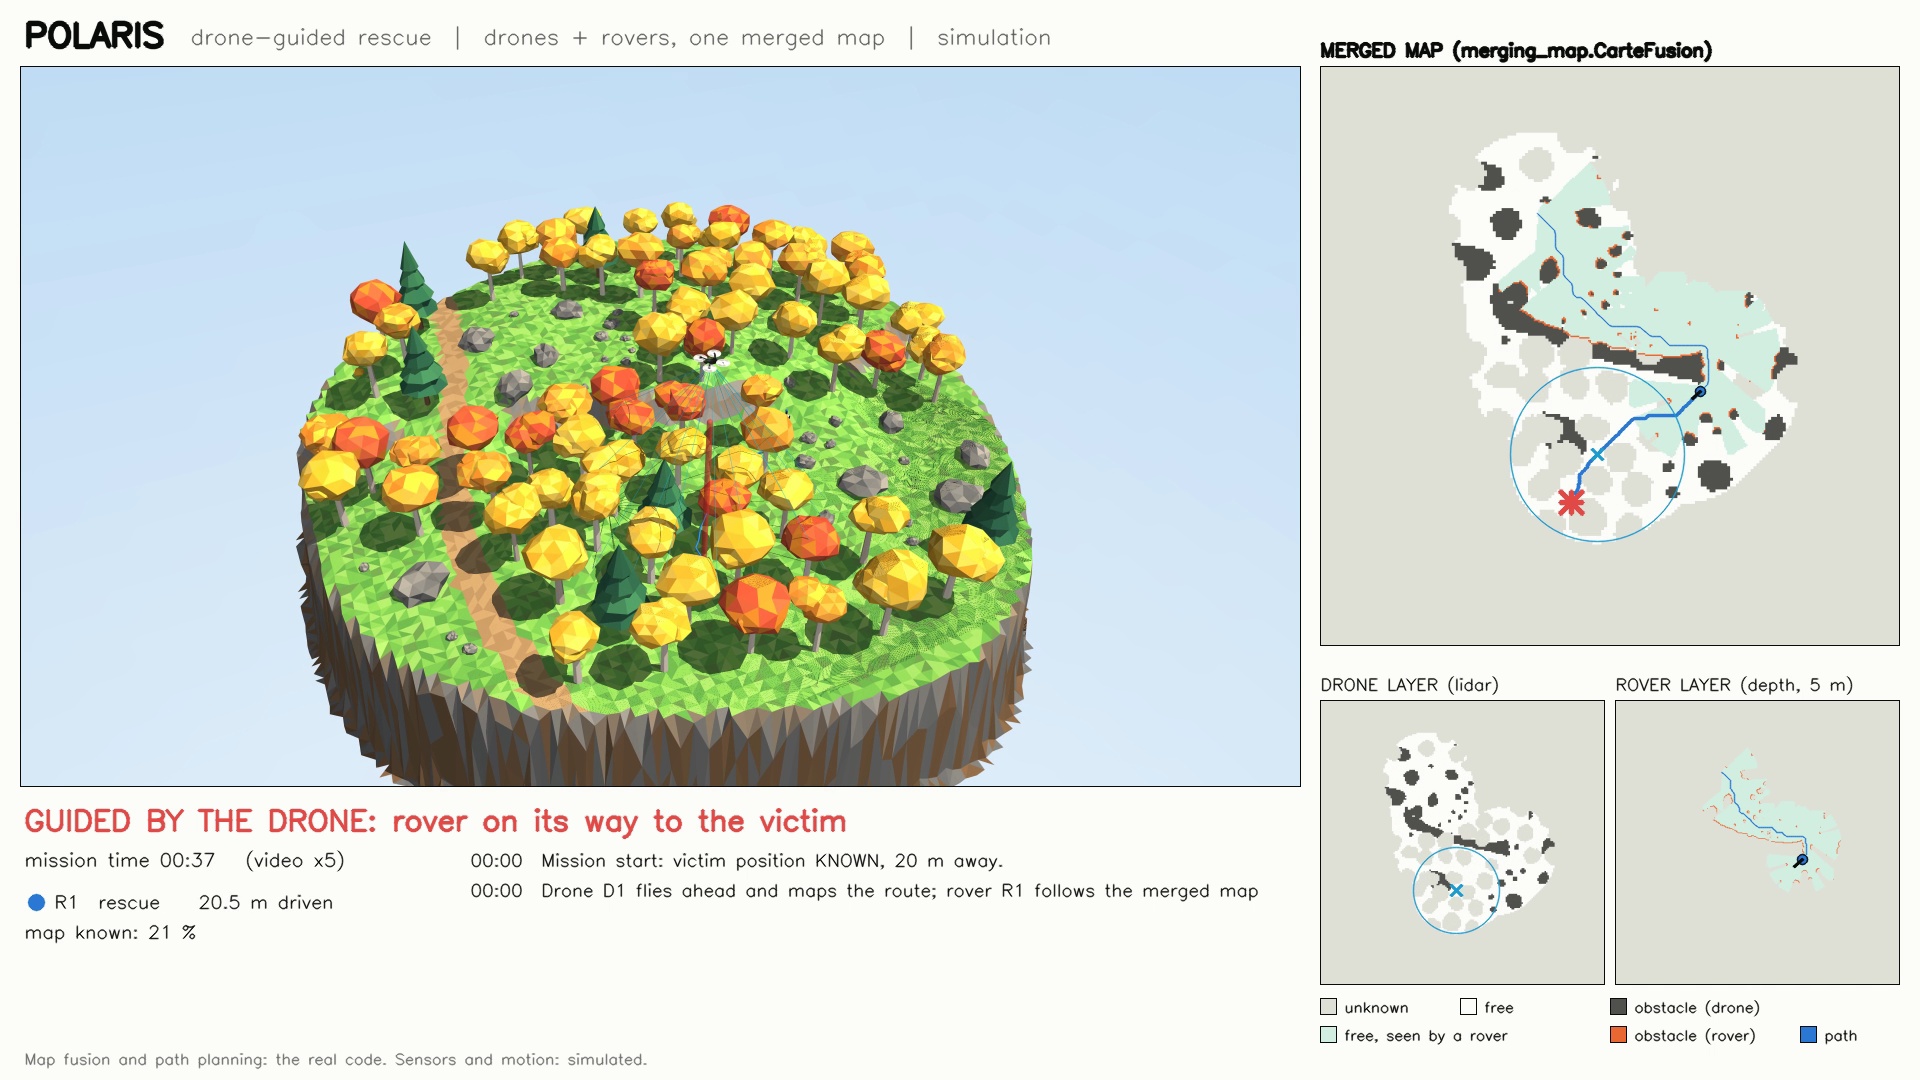 POLARIS drone-guided rescue | drones + rovers, one merged map | simulation
MERGED MAP (merging_map.CarteFusion)
DRONE LAYER (lidar)
ROVER LAYER (depth, 5 m)
GUIDED BY THE DRONE: rover on its way to the victim
mission time 00:37 (video x5)
R1 rescue 20.5 m driven
map known: 21 %
00:00 Mission start: victim position KNOWN, 20 m away.
00:00 Drone D1 flies ahead and maps the route; rover R1 follows the merged map
unknown
free
obstacle (drone)
free, seen by a rover
obstacle (rover)
path
Map fusion and path planning: the real code. Sensors and motion: simulated.